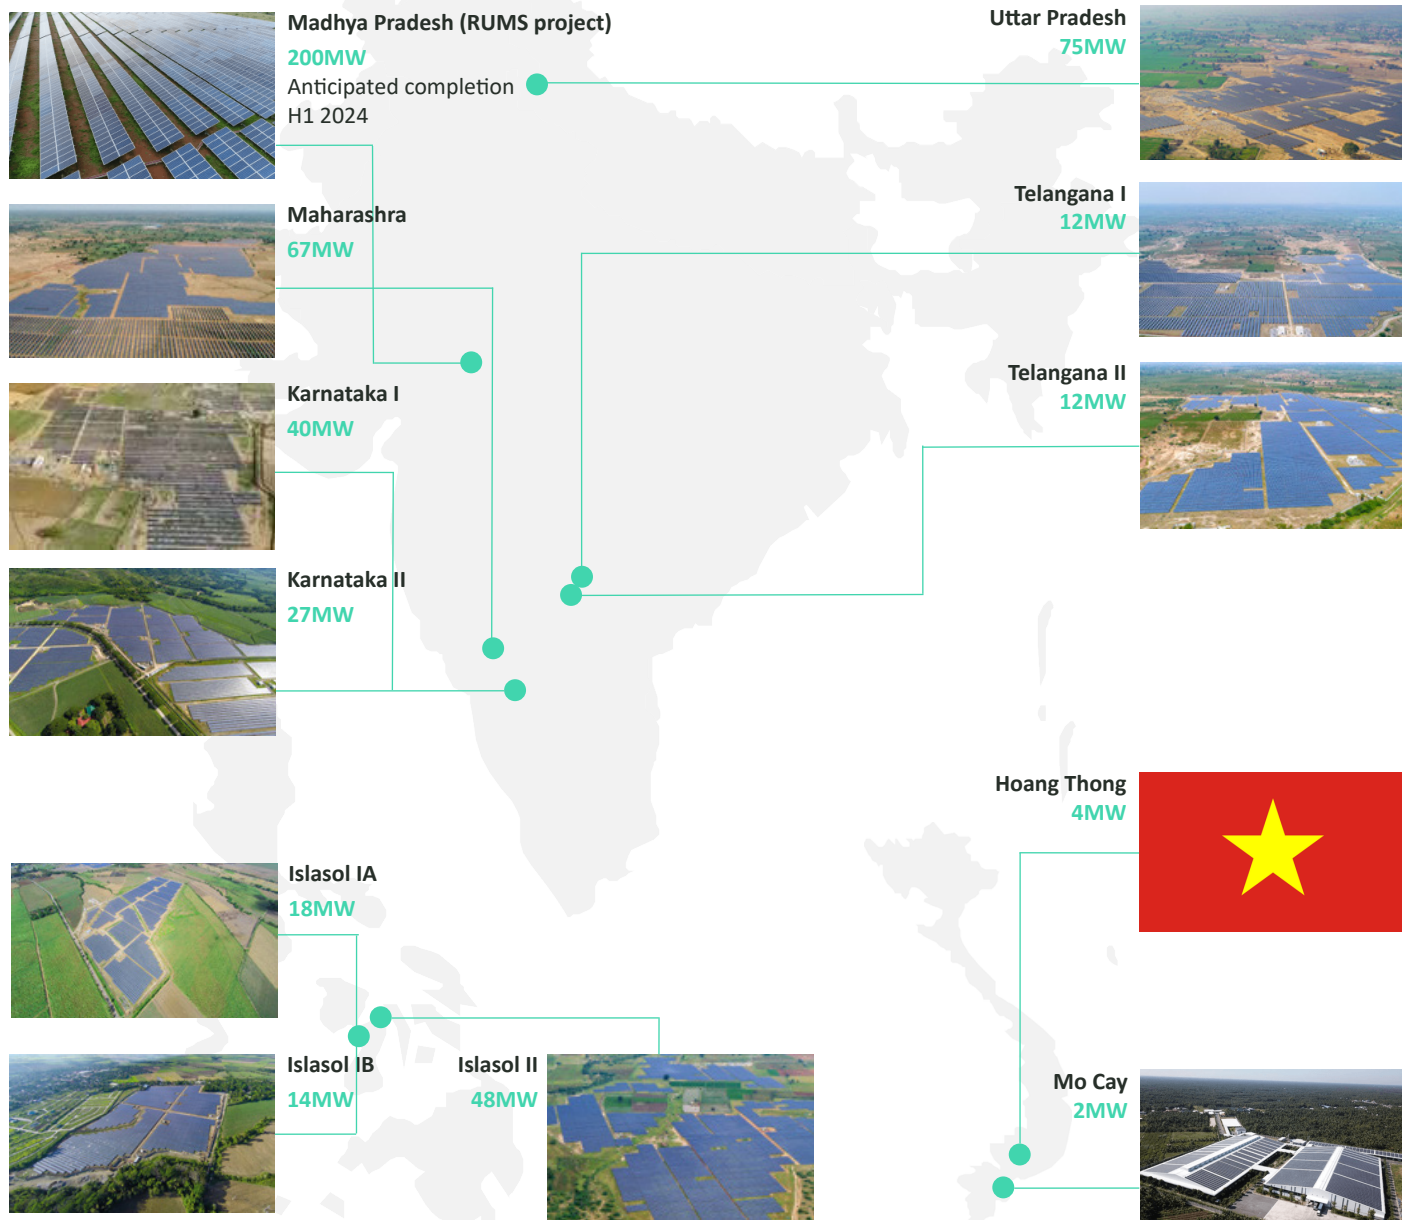 Madhya Pradesh (RUMS project)
200MW
Anticipated completion
H1 2024
Uttar Pradesh
75MW
Maharashra
67MW
Telangana I
12MW
Karnataka I
40MW
Telangana II
12MW
Karnataka II
27MW
Hoang Thong
4MW
Islasol IA
18MW
Islasol IB
14MW
Islasol II
48MW
Mo Cay
2MW